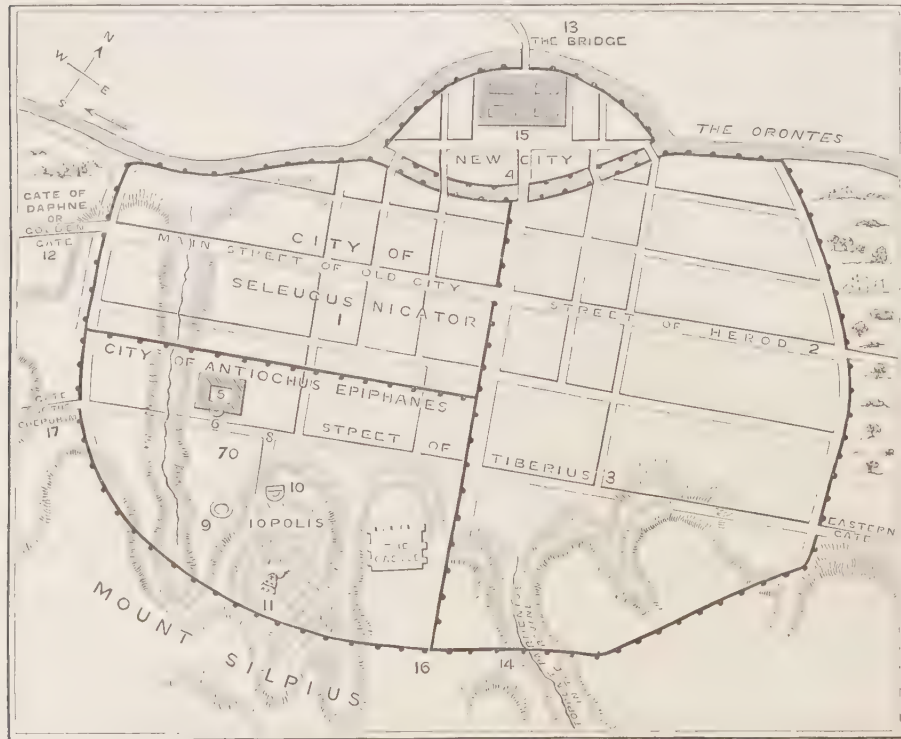 13
THE BRIDGE
N
W
E
S
THE ORONTES
15
NEW CITY
4
GATE OF
DAPHNE
OR
GOLDEN
GATE
12
CITY OF
MAIN STREET OF OLD CITY
SELEUCUS NICATOR
1
STREET OF HEROD 2
CITY OF ANTIOCHUS EPIPHANES
5
17
6
8
STREET OF
TIBERIUS 3
70
10
9
IOPOLIS
THE
CASTLE
E
EASTERN
GATE
11
MOUNT SILPIUS
16
14